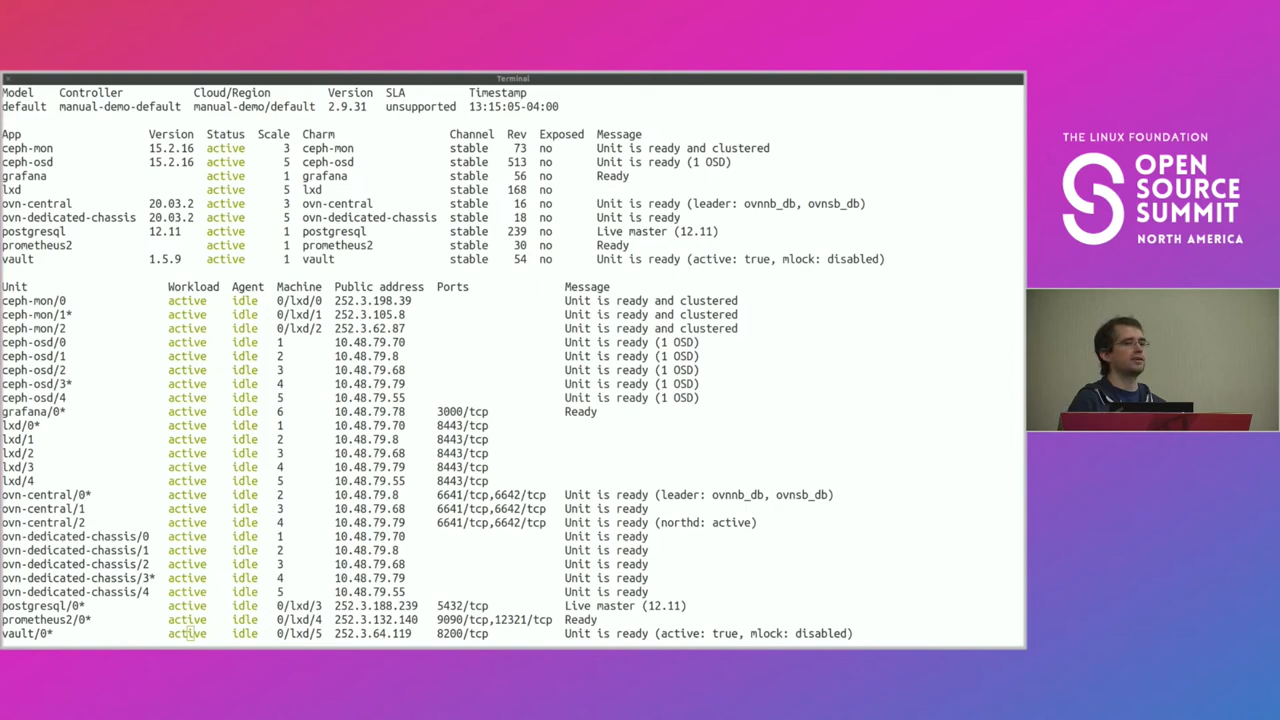 Terminal
Model    Controller           Cloud/Region         Version  SLA          Timestamp
default  manual-demo-default  manual-demo/default  2.9.31   unsupported  13:15:05-04:00
App                    Version  Status  Scale  Charm                  Channel  Rev  Exposed  Message
ceph-mon               15.2.16  active      3  ceph-mon               stable    73  no       Unit is ready and clustered
ceph-osd               15.2.16  active      5  ceph-osd               stable   513  no       Unit is ready (1 OSD)
grafana                         active      1  grafana                stable    56  no       Ready
lxd                             active      5  lxd                    stable   168  no
ovn-central            20.03.2  active      3  ovn-central            stable    16  no       Unit is ready (leader: ovnnb_db, ovnsb_db)
ovn-dedicated-chassis  20.03.2  active      5  ovn-dedicated-chassis  stable    18  no       Unit is ready
postgresql             12.11    active      1  postgresql             stable   239  no       Live master (12.11)
prometheus2                     active      1  prometheus2            stable    30  no       Ready
vault                  1.5.9    active      1  vault                  stable    54  no       Unit is ready (active: true, mlock: disabled)
Unit                      Workload  Agent  Machine  Public address  Ports               Message
ceph-mon/0                active    idle   0/lxd/0  252.3.198.39                        Unit is ready and clustered
ceph-mon/1*               active    idle   0/lxd/1  252.3.105.8                         Unit is ready and clustered
ceph-mon/2                active    idle   0/lxd/2  252.3.62.87                         Unit is ready and clustered
ceph-osd/0                active    idle   1        10.48.79.70                         Unit is ready (1 OSD)
ceph-osd/1                active    idle   2        10.48.79.8                          Unit is ready (1 OSD)
ceph-osd/2                active    idle   3        10.48.79.68                         Unit is ready (1 OSD)
ceph-osd/3*               active    idle   4        10.48.79.79                         Unit is ready (1 OSD)
ceph-osd/4                active    idle   5        10.48.79.55                         Unit is ready (1 OSD)
grafana/0*                active    idle   6        10.48.79.78     3000/tcp            Ready
lxd/0*                    active    idle   1        10.48.79.70     8443/tcp
lxd/1                     active    idle   2        10.48.79.8      8443/tcp
lxd/2                     active    idle   3        10.48.79.68     8443/tcp
lxd/3                     active    idle   4        10.48.79.79     8443/tcp
lxd/4                     active    idle   5        10.48.79.55     8443/tcp
ovn-central/0*            active    idle   2        10.48.79.8      6641/tcp,6642/tcp   Unit is ready (leader: ovnnb_db, ovnsb_db)
ovn-central/1             active    idle   3        10.48.79.68     6641/tcp,6642/tcp   Unit is ready
ovn-central/2             active    idle   4        10.48.79.79     6641/tcp,6642/tcp   Unit is ready (northd: active)
ovn-dedicated-chassis/0   active    idle   1        10.48.79.70                         Unit is ready
ovn-dedicated-chassis/1   active    idle   2        10.48.79.8                          Unit is ready
ovn-dedicated-chassis/2   active    idle   3        10.48.79.68                         Unit is ready
ovn-dedicated-chassis/3*  active    idle   4        10.48.79.79                         Unit is ready
ovn-dedicated-chassis/4   active    idle   5        10.48.79.55                         Unit is ready
postgresql/0*             active    idle   0/lxd/3  252.3.188.239   5432/tcp            Live master (12.11)
prometheus2/0*            active    idle   0/lxd/4  252.3.132.140   9090/tcp,12321/tcp  Ready
vault/0*                  active    idle   0/lxd/5  252.3.64.119    8200/tcp            Unit is ready (active: true, mlock: disabled)
THE LINUX FOUNDATION
OPEN
SOURCE
SUMMIT
NORTH AMERICA